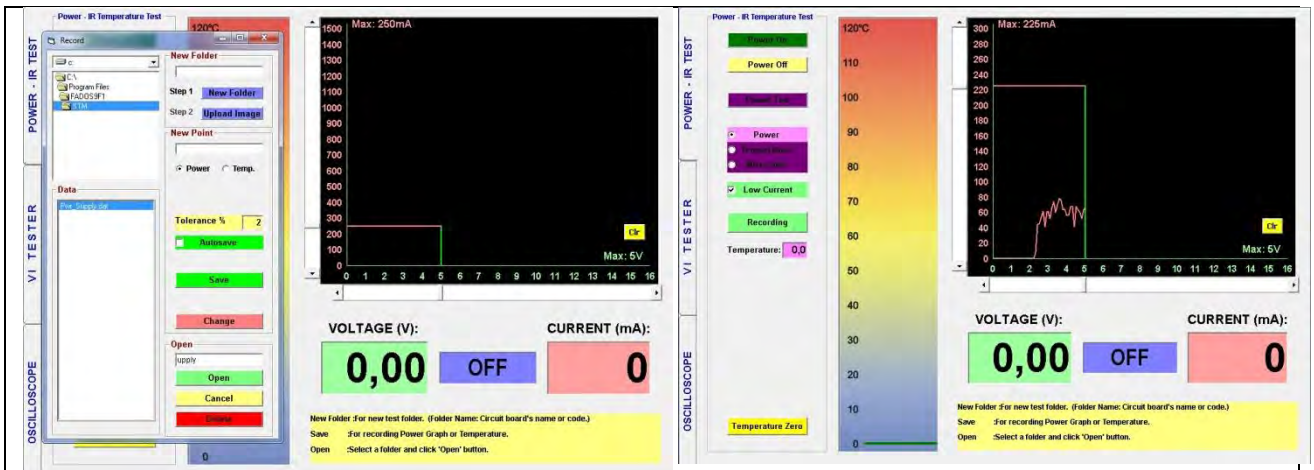 Power - IR Temperature Test
Record
c:
C:\
Program Files
FADOS9F1
STM
New Folder
Step 1 New Folder
Step 2 Upload Image
New Point
Power Temp.
Data
Pwr_Supply.dat
Tolerance % 2
Autosave
Save
Change
Open
upply
Open
Cancel
Delete
POWER - IR TEST
VI TESTER
OSCILLOSCOPE
120°C
0
Max: 250mA
1500
1400
1300
1200
1100
1000
900
800
700
600
500
400
300
200
100
0
Clr
Max: 5V
0 1 2 3 4 5 6 7 8 9 10 11 12 13 14 15 16
VOLTAGE (V): CURRENT (mA):
0,00 OFF 0
New Folder :For new test folder. (Folder Name: Circuit board's name or code.)
Save :For recording Power Graph or Temperature.
Open :Select a folder and click 'Open' button.
Power - IR Temperature Test
POWER - IR TEST
VI TESTER
OSCILLOSCOPE
Power On
Power Off
Power
Low Current
Recording
Temperature: 0,0
Temperature Zero
120°C
110
100
90
80
70
60
50
40
30
20
10
0
Max: 225mA
300
280
260
240
220
200
180
160
140
120
100
80
60
40
20
0
Clr
Max: 5V
0 1 2 3 4 5 6 7 8 9 10 11 12 13 14 15 16
VOLTAGE (V): CURRENT (mA):
0,00 OFF 0
New Folder :For new test folder. (Folder Name: Circuit board's name or code.)
Save :For recording Power Graph or Temperature.
Open :Select a folder and click 'Open' button.